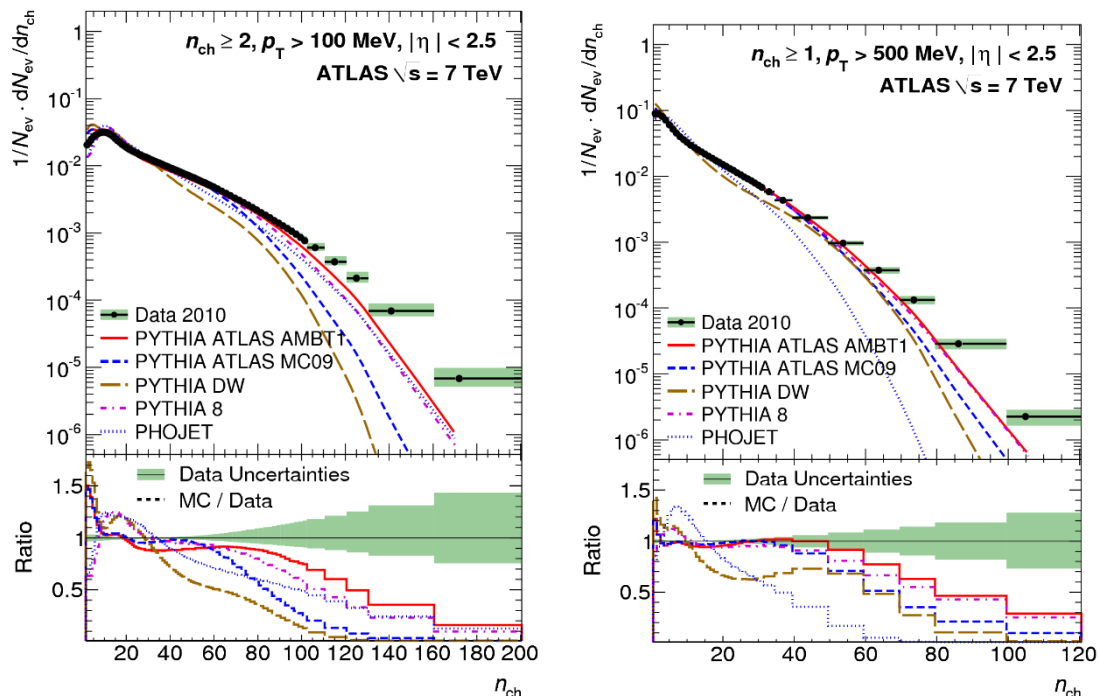 1/N_ev · dN_ev/dn_ch
n_ch ≥ 2, p_T > 100 MeV, |η| < 2.5
ATLAS √s = 7 TeV
1
10^-1
10^-2
10^-3
10^-4
10^-5
10^-6
Data 2010
PYTHIA ATLAS AMBT1
PYTHIA ATLAS MC09
PYTHIA DW
PYTHIA 8
PHOJET
Ratio
1.5
1
0.5
Data Uncertainties
MC / Data
20 40 60 80 100 120 140 160 180 200
n_ch
1/N_ev · dN_ev/dn_ch
n_ch ≥ 1, p_T > 500 MeV, |η| < 2.5
ATLAS √s = 7 TeV
1
10^-1
10^-2
10^-3
10^-4
10^-5
10^-6
Data 2010
PYTHIA ATLAS AMBT1
PYTHIA ATLAS MC09
PYTHIA DW
PYTHIA 8
PHOJET
Ratio
1.5
1
0.5
Data Uncertainties
MC / Data
20 40 60 80 100 120
n_ch